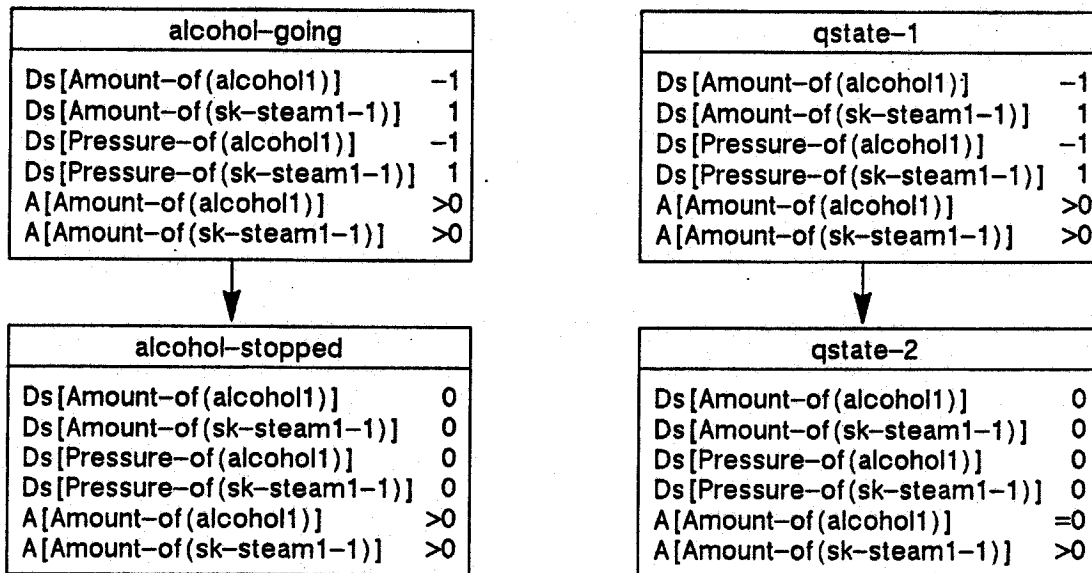 alcohol–going
Ds[Amount–of(alcohol1)] –1
Ds[Amount–of(sk–steam1–1)] 1
Ds[Pressure–of(alcohol1)] –1
Ds[Pressure–of(sk–steam1–1)] 1
A[Amount–of(alcohol1)] >0
A[Amount–of(sk–steam1–1)] >0
alcohol–stopped
Ds[Amount–of(alcohol1)] 0
Ds[Amount–of(sk–steam1–1)] 0
Ds[Pressure–of(alcohol1)] 0
Ds[Pressure–of(sk–steam1–1)] 0
A[Amount–of(alcohol1)] >0
A[Amount–of(sk–steam1–1)] >0
qstate–1
Ds[Amount–of(alcohol1)] –1
Ds[Amount–of(sk–steam1–1)] 1
Ds[Pressure–of(alcohol1)] –1
Ds[Pressure–of(sk–steam1–1)] 1
A[Amount–of(alcohol1)] >0
A[Amount–of(sk–steam1–1)] >0
qstate–2
Ds[Amount–of(alcohol1)] 0
Ds[Amount–of(sk–steam1–1)] 0
Ds[Pressure–of(alcohol1)] 0
Ds[Pressure–of(sk–steam1–1)] 0
A[Amount–of(alcohol1)] =0
A[Amount–of(sk–steam1–1)] >0